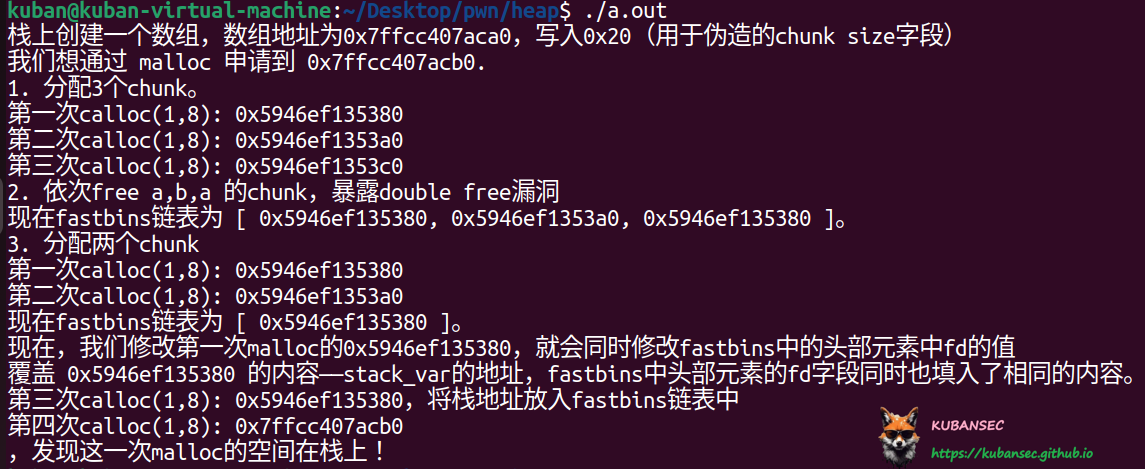 kuban@kuban-virtual-machine:~/Desktop/pwn/heap$ ./a.out
栈上创建一个数组，数组地址为0x7ffcc407aca0，写入0x20（用于伪造的chunk size字段）
我们想通过 malloc 申请到 0x7ffcc407acb0.
1. 分配3个chunk。
第一次calloc(1,8): 0x5946ef135380
第二次calloc(1,8): 0x5946ef1353a0
第三次calloc(1,8): 0x5946ef1353c0
2. 依次free a,b,a 的chunk，暴露double free漏洞
现在fastbins链表为 [ 0x5946ef135380, 0x5946ef1353a0, 0x5946ef135380 ]。
3. 分配两个chunk
第一次calloc(1,8): 0x5946ef135380
第二次calloc(1,8): 0x5946ef1353a0
现在fastbins链表为 [ 0x5946ef135380 ]。
现在，我们修改第一次malloc的0x5946ef135380，就会同时修改fastbins中的头部元素中fd的值
覆盖 0x5946ef135380 的内容——stack_var的地址，fastbins中头部元素的fd字段同时也填入了相同的内容。
第三次calloc(1,8): 0x5946ef135380，将栈地址放入fastbins链表中
第四次calloc(1,8): 0x7ffcc407acb0
，发现这一次malloc的空间在栈上！
KUBANSEC
https://kubansec.github.io